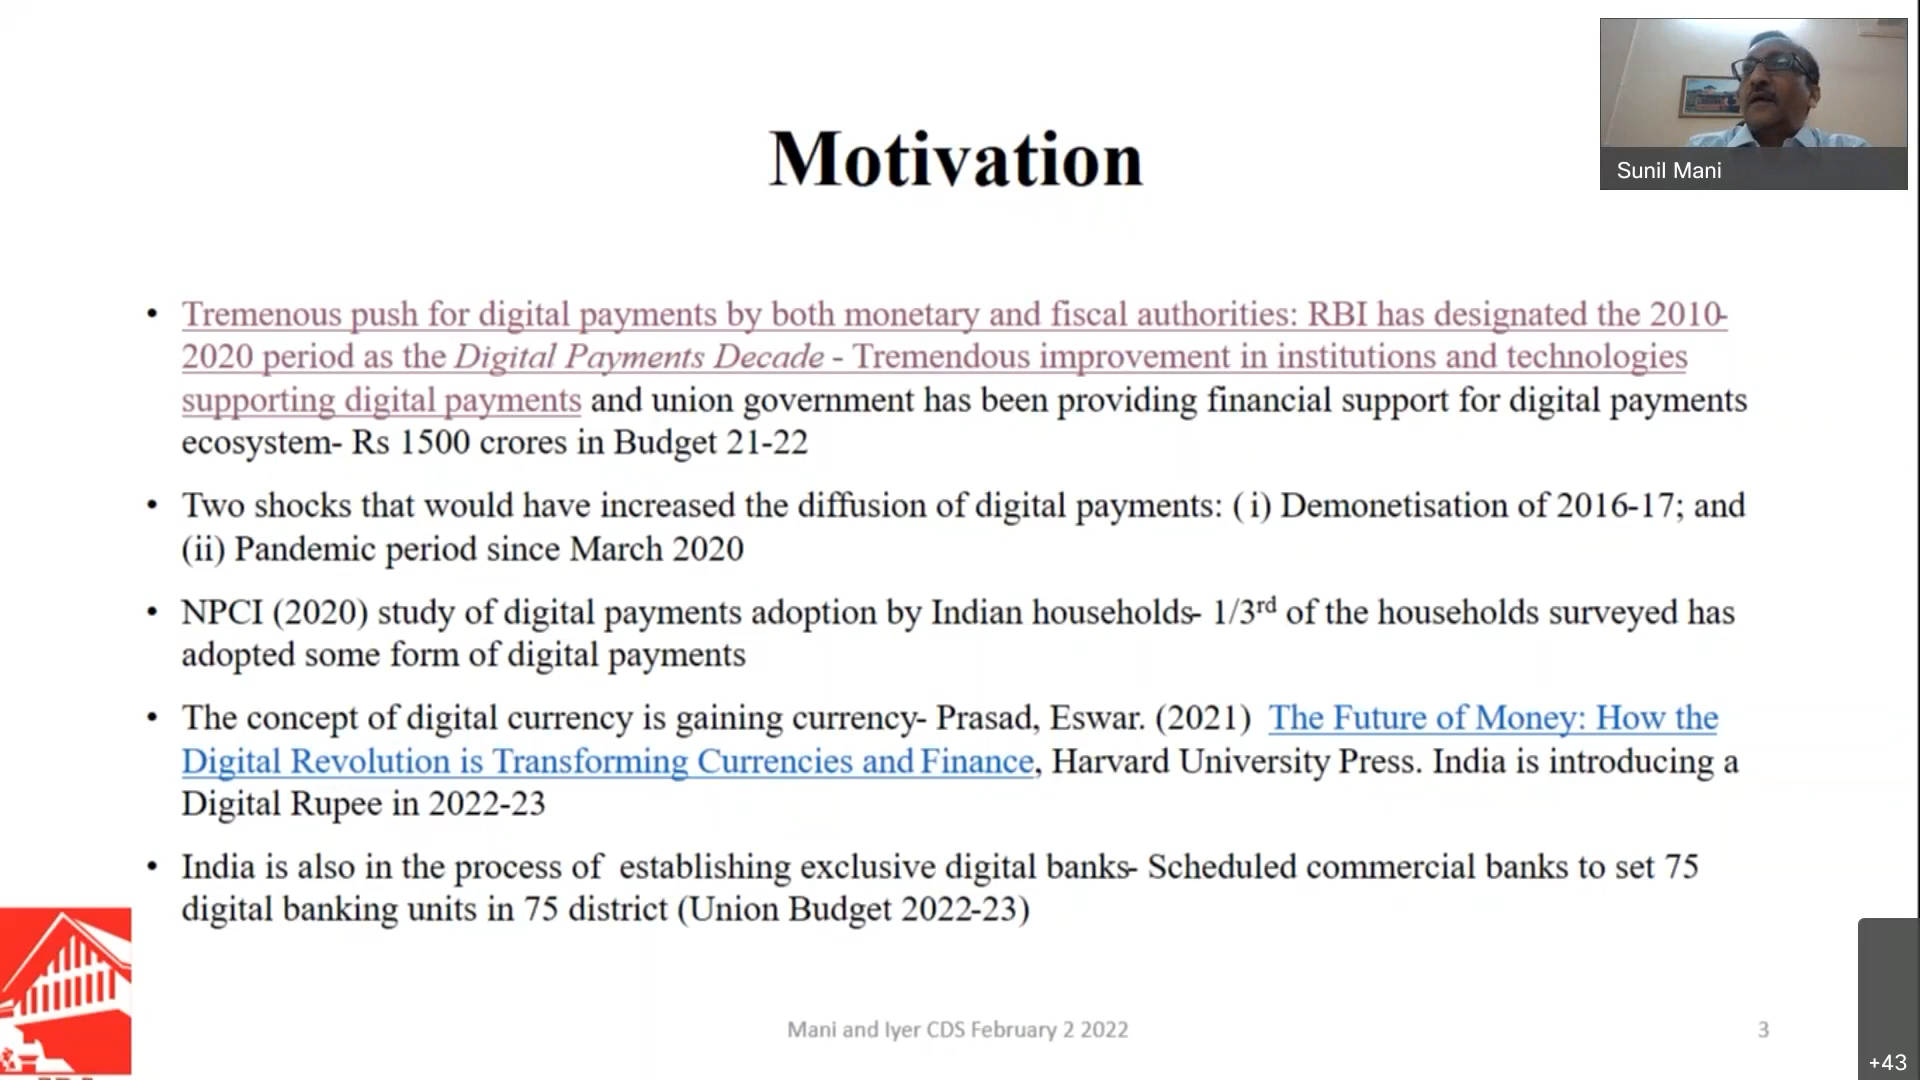 Motivation
Sunil Mani
• Tremenous push for digital payments by both monetary and fiscal authorities: RBI has designated the 2010-
2020 period as the Digital Payments Decade - Tremendous improvement in institutions and technologies
supporting digital payments and union government has been providing financial support for digital payments
ecosystem- Rs 1500 crores in Budget 21-22
• Two shocks that would have increased the diffusion of digital payments: (i) Demonetisation of 2016-17; and
(ii) Pandemic period since March 2020
• NPCI (2020) study of digital payments adoption by Indian households- 1/3rd of the households surveyed has
adopted some form of digital payments
• The concept of digital currency is gaining currency- Prasad, Eswar. (2021) The Future of Money: How the
Digital Revolution is Transforming Currencies and Finance, Harvard University Press. India is introducing a
Digital Rupee in 2022-23
• India is also in the process of establishing exclusive digital banks- Scheduled commercial banks to set 75
digital banking units in 75 district (Union Budget 2022-23)
Mani and Iyer CDS February 2 2022
3
+43